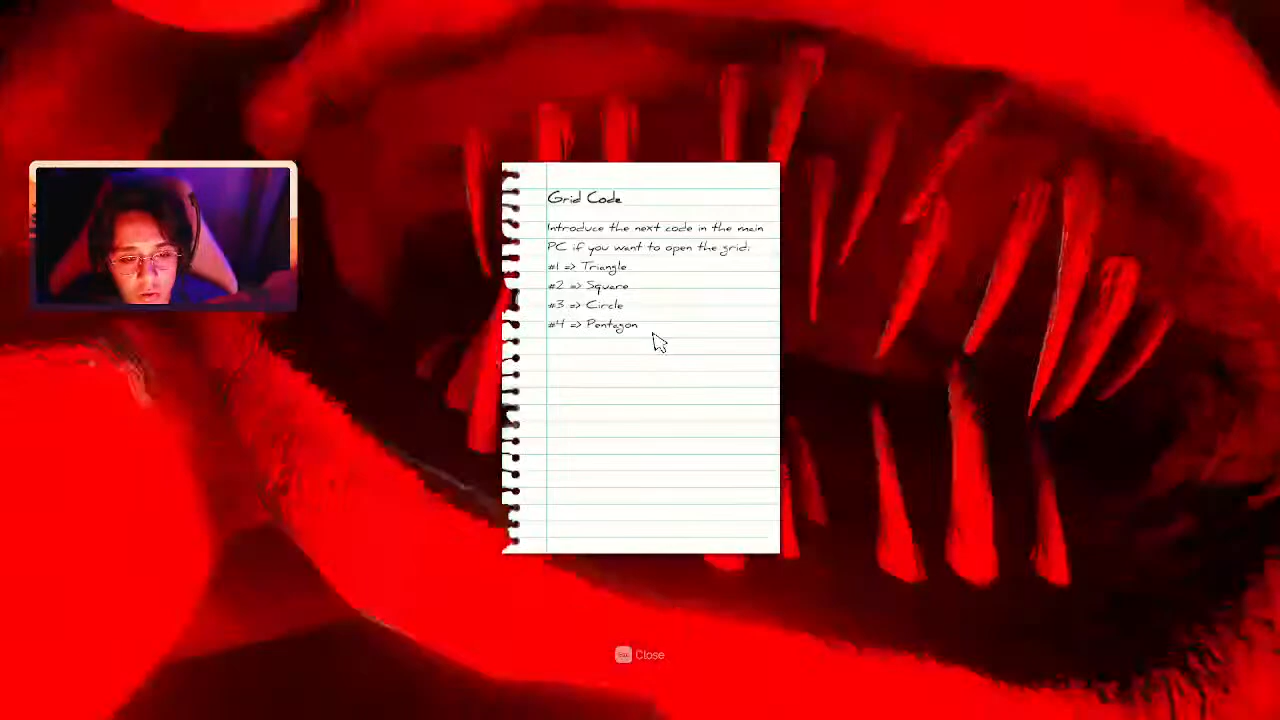 Grid Code
Introduce the next code in the main
PC if you want to open the grid:
#1 => Triangle
#2 => Square
#3 => Circle
#4 => Pentagon
Esc Close